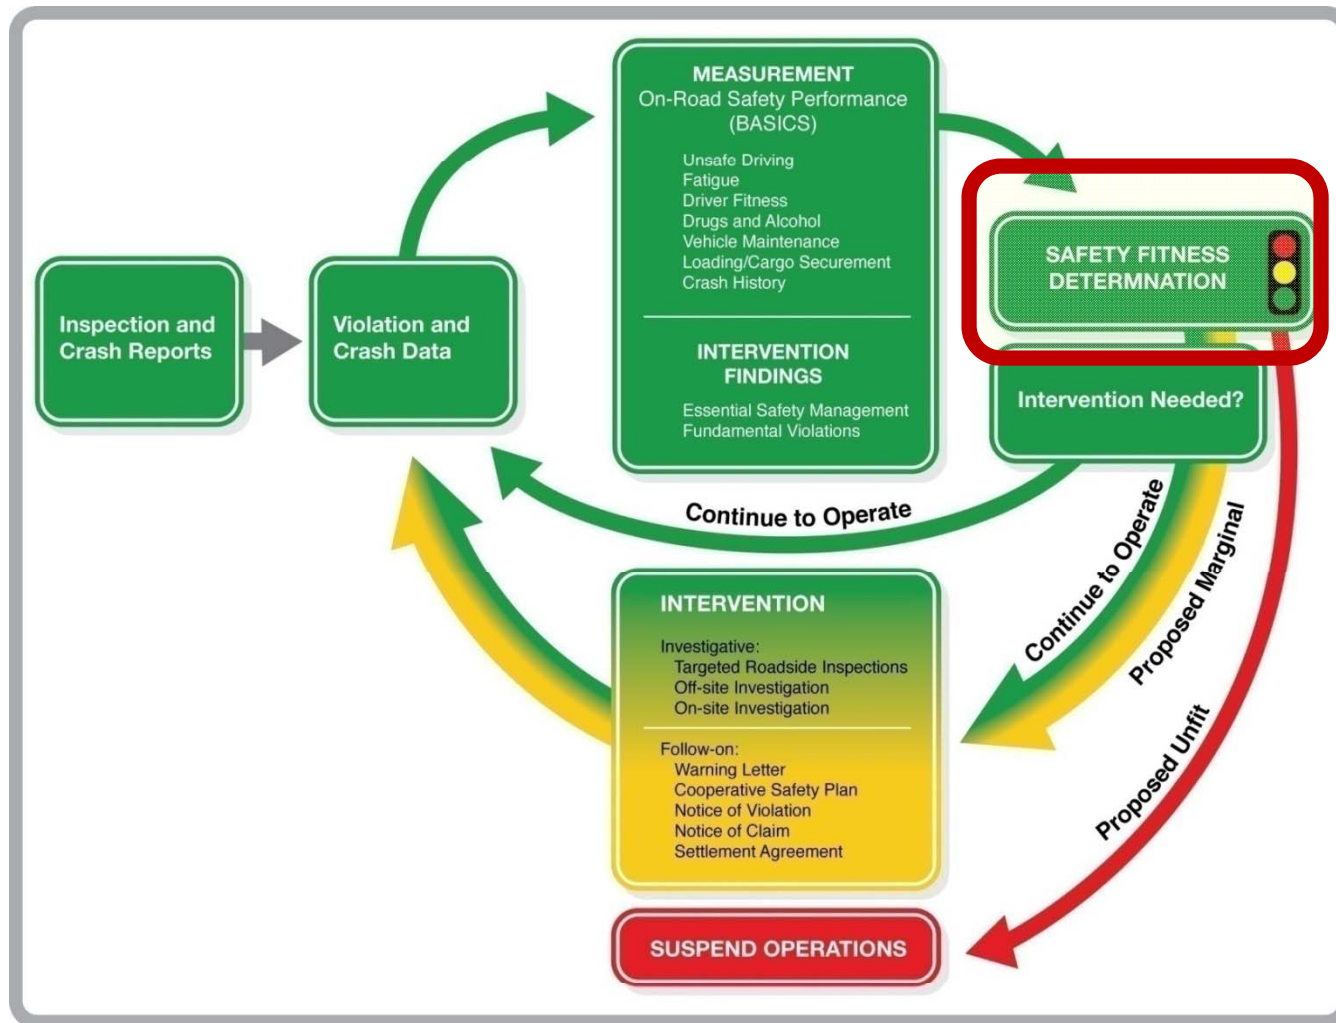 Inspection and
Crash Reports
Violation and
Crash Data
MEASUREMENT
On-Road Safety Performance
(BASICS)
Unsafe Driving
Fatigue
Driver Fitness
Drugs and Alcohol
Vehicle Maintenance
Loading/Cargo Securement
Crash History
INTERVENTION
FINDINGS
Essential Safety Management
Fundamental Violations
SAFETY FITNESS
DETERMNATION
Intervention Needed?
Continue to Operate
Continue to Operate
Proposed Marginal
Proposed Unfit
INTERVENTION
Investigative:
Targeted Roadside Inspections
Off-site Investigation
On-site Investigation
Follow-on:
Warning Letter
Cooperative Safety Plan
Notice of Violation
Notice of Claim
Settlement Agreement
SUSPEND OPERATIONS